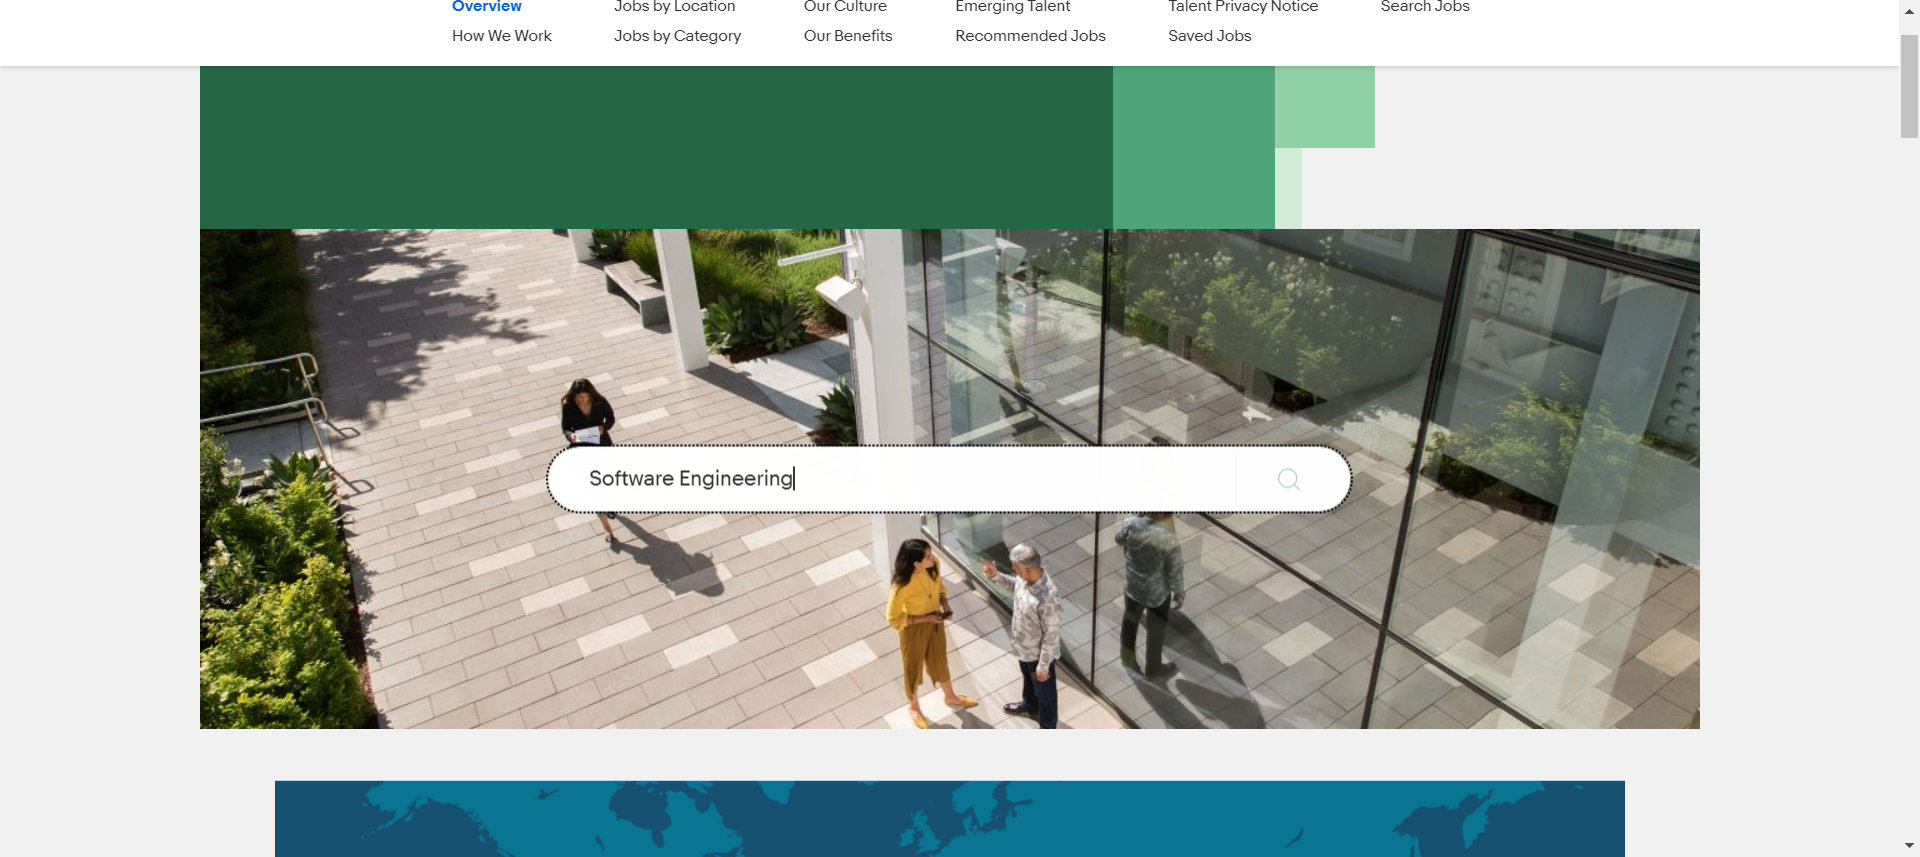 Overview Jobs by Location Our Culture Emerging Talent Talent Privacy Notice Search Jobs
How We Work Jobs by Category Our Benefits Recommended Jobs Saved Jobs
Software Engineering